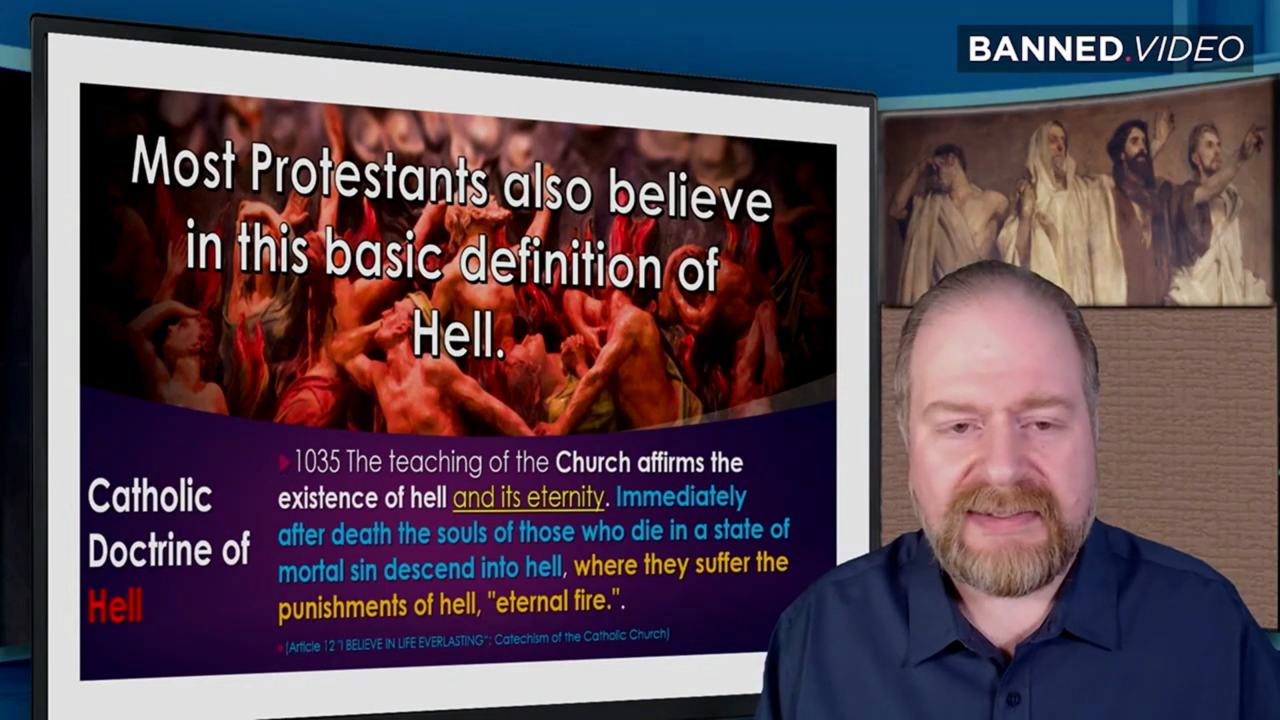 BANNED.VIDEO
Most Protestants also believe
in this basic definition of
Hell.
Catholic
Doctrine of
Hell
1035 The teaching of the Church affirms the
existence of hell and its eternity. Immediately
after death the souls of those who die in a state of
mortal sin descend into hell, where they suffer the
punishments of hell, "eternal fire.".
(Article 12 "I BELIEVE IN LIFE EVERLASTING"; Catechism of the Catholic Church)